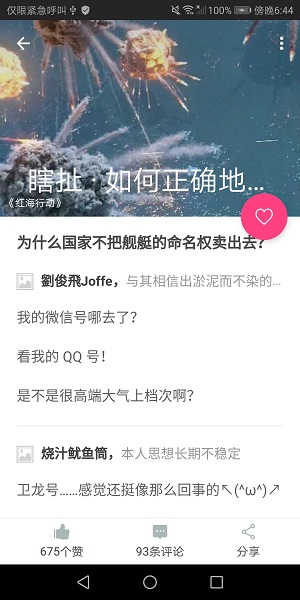 仅限紧急呼叫 100% 傍晚6:44
瞎扯 · 如何正确地...
《红海行动》
为什么国家不把舰艇的命名权卖出去？
劉俊飛Joffe，与其相信出淤泥而不染的...
我的微信号哪去了？
看我的 QQ 号！
是不是很高端大气上档次啊？
烧汁鱿鱼筒，本人思想长期不稳定
卫龙号......感觉还挺像那么回事的↖(^ω^)↗
675个赞 93条评论 分享